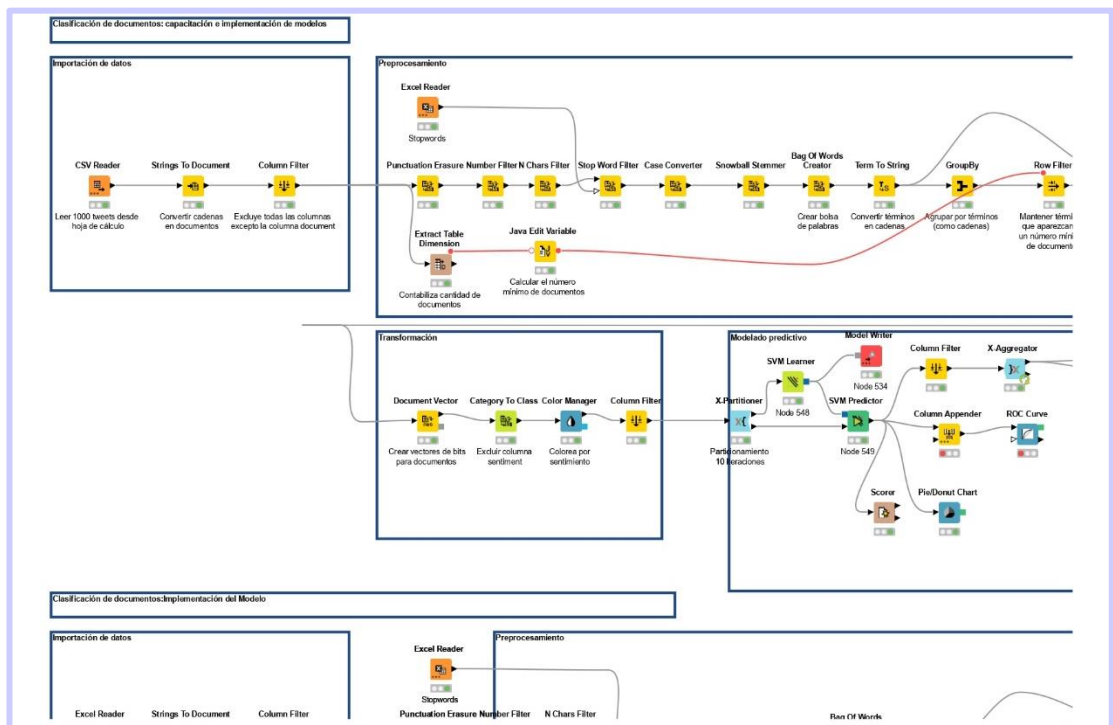 Clasificación de documentos: capacitación e implementación de modelos
Importación de datos
CSV Reader
Leer 1000 tweets desde
hoja de cálculo
Strings To Document
Convertir cadenas
en documentos
Column Filter
Excluye todas las columnas
excepto la columna document
Preprocesamiento
Excel Reader
Stopwords
Punctuation Erasure
Number Filter
N Chars Filter
Stop Word Filter
Case Converter
Snowball Stemmer
Bag Of Words
Creator
Crear bolsa
de palabras
Term To String
Convertir términos
en cadenas
GroupBy
Agrupar por términos
(como cadenas)
Row Filter
Mantener térmi
que aparezcan
un número míni
de document
Extract Table
Dimension
Contabiliza cantidad de
documentos
Java Edit Variable
Calcular el número
mínimo de documentos
Transformación
Document Vector
Crear vectores de bits
para documentos
Category To Class
Excluir columna
sentiment
Color Manager
Colorea por
sentimiento
Column Filter
Modelado predictivo
X-Partitioner
Partidionamiento
10 Iteraciones
SVM Learner
Node 548
Model Writer
Node 534
SVM Predictor
Node 549
Column Filter
X-Aggregator
Column Appender
ROC Curve
Scorer
Pie/Donut Chart
Clasificación de documentos:Implementación del Modelo
Importación de datos
Excel Reader
Strings To Document
Column Filter
Excel Reader
Stopwords
Preprocesamiento
Punctuation Erasure
Number Filter
N Chars Filter
Bag Of Words